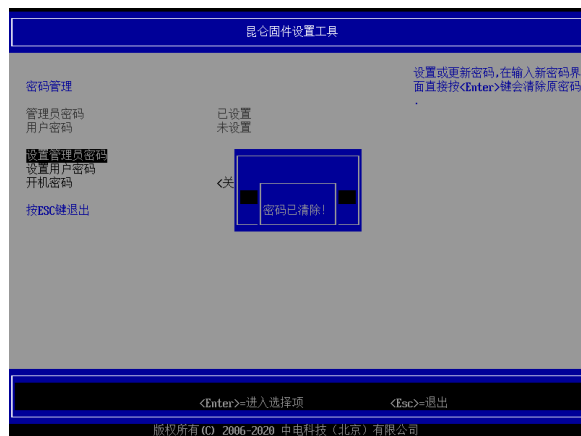 昆仑固件设置工具
密码管理
设置或更新密码,在输入新密码界
面直接按<Enter>键会清除原密码
.
管理员密码 已设置
用户密码 未设置
设置管理员密码
设置用户密码
开机密码 <关
密码已清除!
按ESC键退出
<Enter>=进入选择项 <Esc>=退出
版权所有(C) 2006-2020 中电科技（北京）有限公司